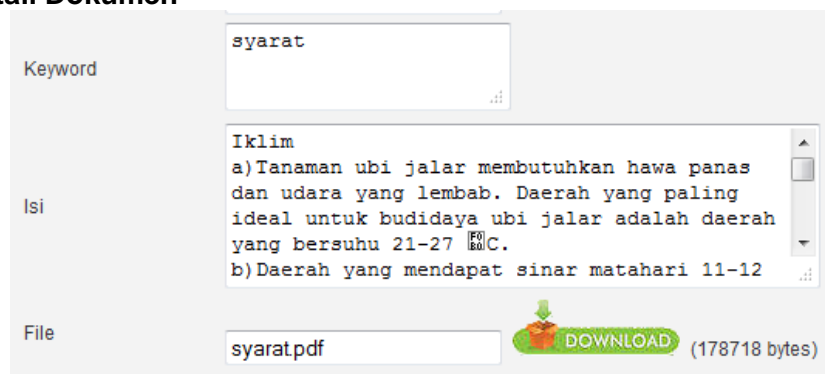 Keyword
syarat
Isi
Iklim
a)Tanaman ubi jalar membutuhkan hawa panas
dan udara yang lembab. Daerah yang paling
ideal untuk budidaya ubi jalar adalah daerah
yang bersuhu 21-27 C.
b)Daerah yang mendapat sinar matahari 11-12
File
syarat.pdf
DOWNLOAD
(178718 bytes)